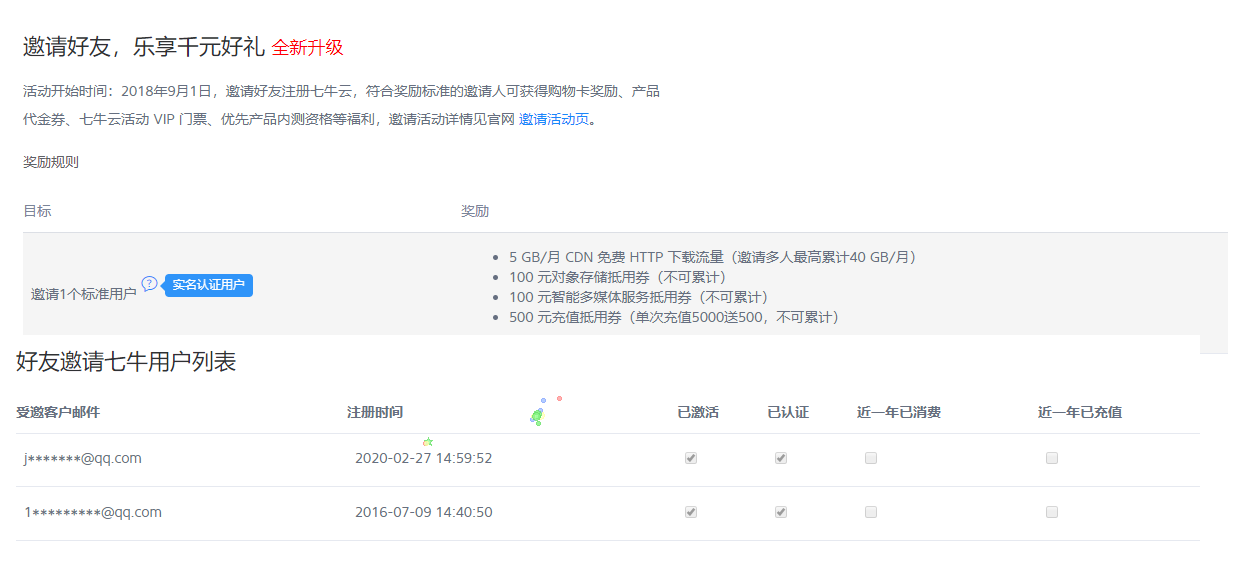 邀请好友，乐享千元好礼 全新升级
活动开始时间：2018年9月1日，邀请好友注册七牛云，符合奖励标准的邀请人可获得购物卡奖励、产品
代金券、七牛云活动 VIP 门票、优先产品内测资格等福利，邀请活动详情见官网 邀请活动页。
奖励规则
目标 奖励
邀请1个标准用户 ? 实名认证用户
5 GB/月 CDN 免费 HTTP 下载流量（邀请多人最高累计40 GB/月）
100 元对象存储抵用券（不可累计）
100 元智能多媒体服务抵用券（不可累计）
500 元充值抵用券（单次充值5000送500，不可累计）
好友邀请七牛用户列表
受邀客户邮件 注册时间 已激活 已认证 近一年已消费 近一年已充值
j*******@qq.com 2020-02-27 14:59:52
1*********@qq.com 2016-07-09 14:40:50